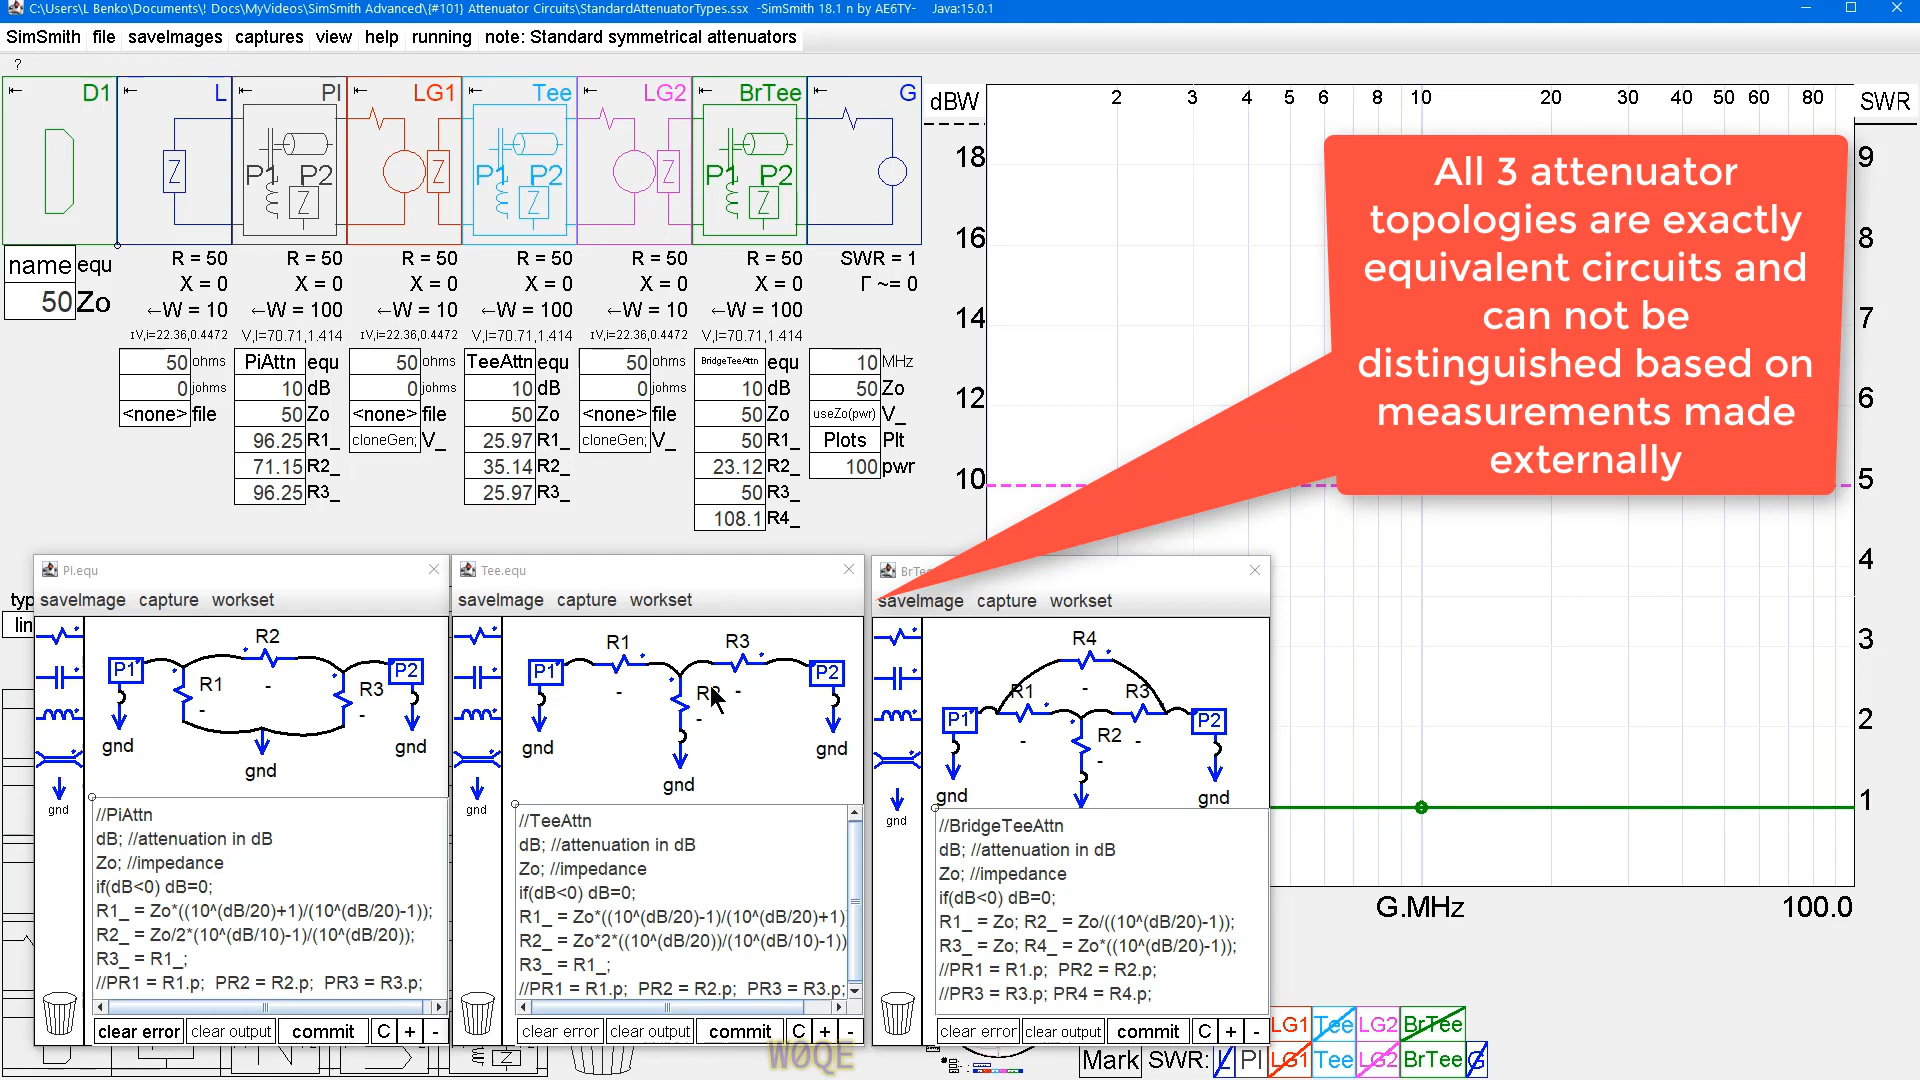 C:\Users\L Benko\Documents\! Docs\MyVideos\SimSmith Advanced\{#101} Attenuator Circuits\StandardAttenuatorTypes.ssx -SimSmith 18.1 n by AE6TY- Java:15.0.1
SimSmith file saveImages captures view help running note: Standard symmetrical attenuators
?
D1 L PI LG1 Tee LG2 BrTee G
P1 P2 P1 P2 P1 P2
Z Z Z Z Z Z
name equ
50 Zo
R = 50 R = 50 R = 50 R = 50 R = 50 R = 50 SWR = 1
X = 0 X = 0 X = 0 X = 0 X = 0 X = 0 Γ ~= 0
←W = 10 ←W = 100 ←W = 10 ←W = 100 ←W = 10 ←W = 100
V,I=22.36,0.4472 V,I=70.71,1.414 V,I=22.36,0.4472 V,I=70.71,1.414 V,I=22.36,0.4472 V,I=70.71,1.414
50 ohms PiAttn equ 50 ohms TeeAttn equ 50 ohms BridgeTeeAttn equ 10 MHz
0 johms 10 dB 0 johms 10 dB 0 johms 10 dB 50 Zo
<none> file 50 Zo <none> file 50 Zo <none> file 50 Zo useZo(pwr) V_
96.25 R1_ cloneGen; V_ 25.97 R1_ cloneGen; V_ 50 R1_ Plots Plt
71.15 R2_ 35.14 R2_ 23.12 R2_ 100 pwr
96.25 R3_ 25.97 R3_ 50 R3_
108.1 R4_
dBW 2 3 4 5 6 8 10 20 30 40 50 60 80 SWR
18 9
16 8
14 7
12 6
10 5
4
3
2
1
G.MHz 100.0
All 3 attenuator
topologies are exactly
equivalent circuits and
can not be
distinguished based on
measurements made
externally
typ
lin
PI.equ
saveImage capture workset
R2
P1 R1 - R3 P2
- -
gnd gnd gnd
gnd
//PiAttn
dB; //attenuation in dB
Zo; //impedance
if(dB<0) dB=0;
R1_ = Zo*((10^(dB/20)+1)/(10^(dB/20)-1));
R2_ = Zo/2*(10^(dB/10)-1)/(10^(dB/20));
R3_ = R1_;
//PR1 = R1.p; PR2 = R2.p; PR3 = R3.p;
clear error clear output commit C + -
Tee.equ
saveImage capture workset
R1 R3
P1 - - P2
-
gnd gnd
gnd
gnd
//TeeAttn
dB; //attenuation in dB
Zo; //impedance
if(dB<0) dB=0;
R1_ = Zo*((10^(dB/20)-1)/(10^(dB/20)+1)
R2_ = Zo*2*((10^(dB/20))/(10^(dB/10)-1))
R3_ = R1_;
//PR1 = R1.p; PR2 = R2.p; PR3 = R3.p;
clear error clear output commit C + -
saveImage capture workset
R4
R1 - R3
P1 P2
- R2 -
-
gnd gnd
gnd
//BridgeTeeAttn
dB; //attenuation in dB
Zo; //impedance
if(dB<0) dB=0;
R1_ = Zo; R2_ = Zo/((10^(dB/20)-1));
R3_ = Zo; R4_ = Zo*((10^(dB/20)-1));
//PR1 = R1.p; PR2 = R2.p;
//PR3 = R3.p; PR4 = R4.p;
clear error clear output commit C + -
LG1 Tee LG2 BrTee
Mark SWR: L PI LG1 Tee LG2 BrTee G
W0QE